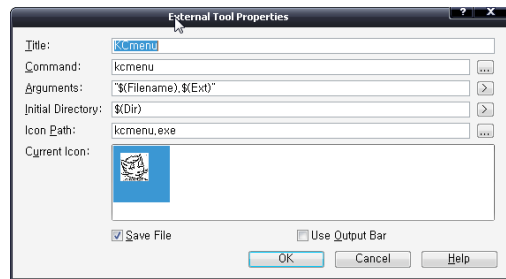 External Tool Properties
Title: KCmenu
Command: kcmenu ...
Arguments: "$(Filename).$(Ext)" >
Initial Directory: $(Dir) >
Icon Path: kcmenu.exe ...
Current Icon:
Save File Use Output Bar
OK Cancel Help